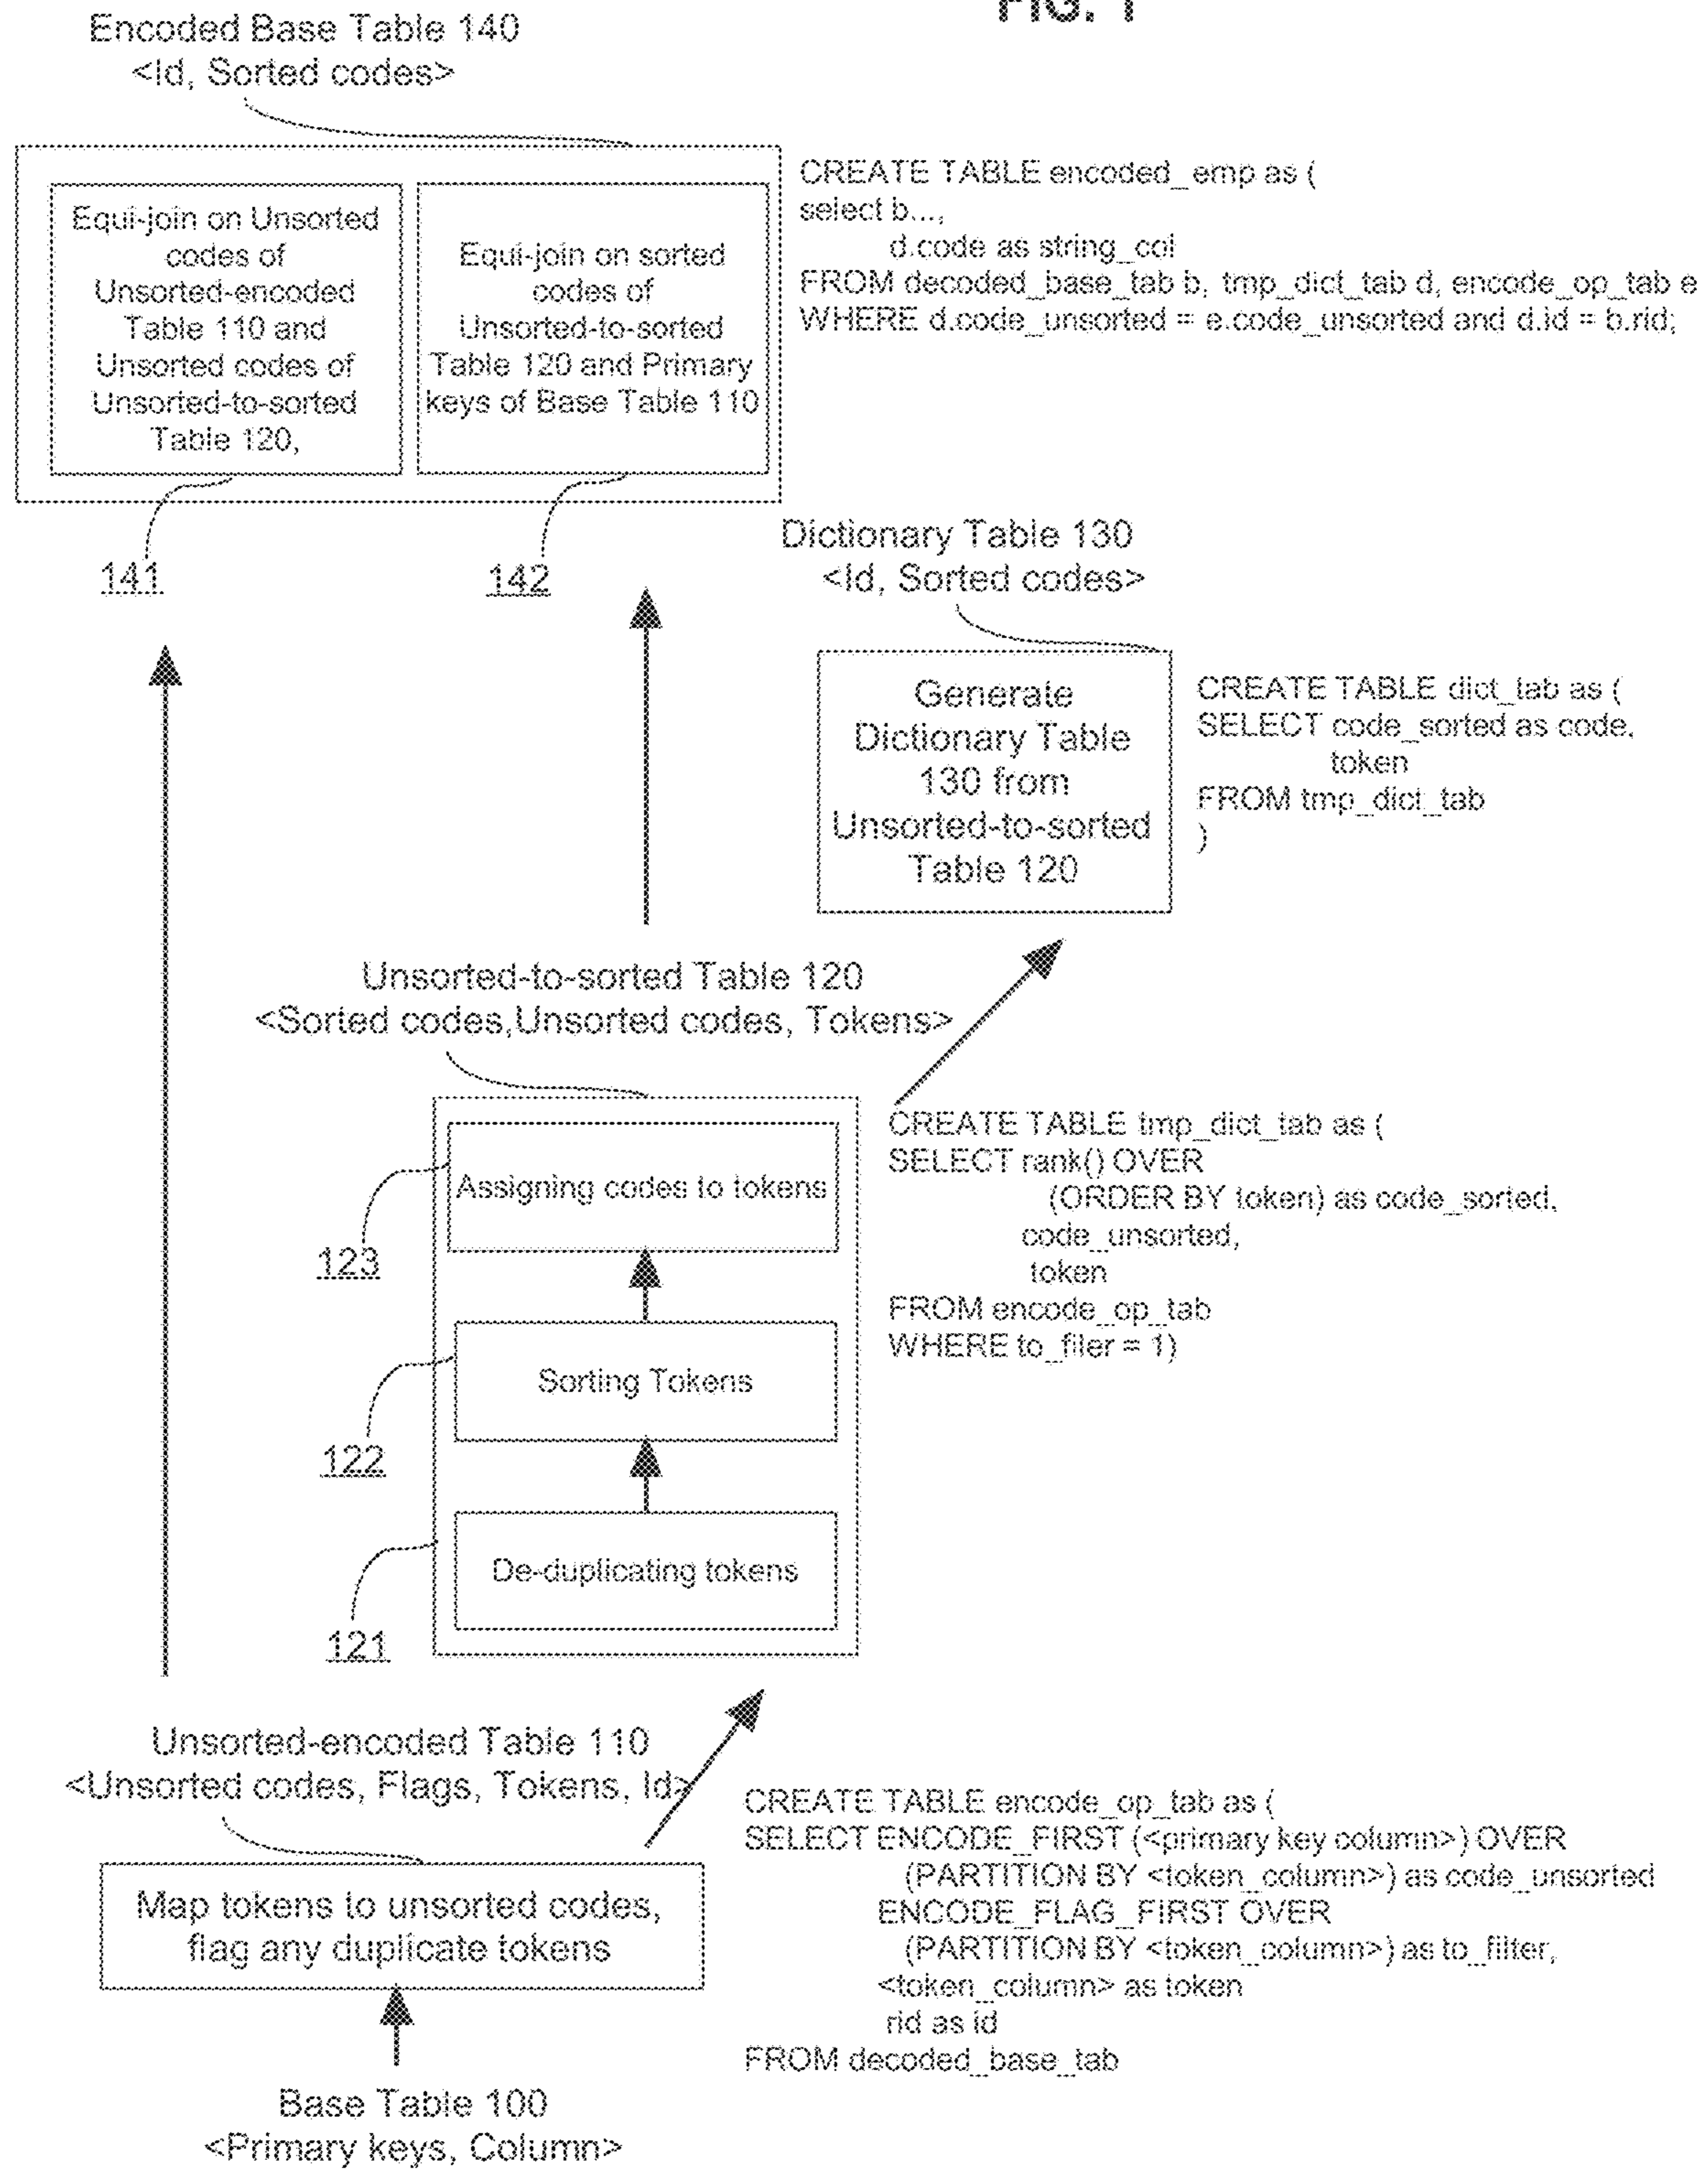 FIG. 1
Encoded Base Table 140
<Id, Sorted codes>
Equi-join on Unsorted
codes of
Unsorted-encoded
Table 110 and
Unsorted codes of
Unsorted-to-sorted
Table 120,
Equi-join on sorted
codes of
Unsorted-to-sorted
Table 120 and Primary
keys of Base Table 110
CREATE TABLE encoded_emp as (
select b...,
d.code as string_col
FROM decoded_base_tab b, tmp_dict_tab d, encode_op_tab e
WHERE d.code_unsorted = e.code_unsorted and d.id = b.rid;
141
142
Dictionary Table 130
<Id, Sorted codes>
Generate
Dictionary Table
130 from
Unsorted-to-sorted
Table 120
CREATE TABLE dict_tab as (
SELECT code_sorted as code,
token
FROM tmp_dict_tab
)
Unsorted-to-sorted Table 120
<Sorted codes,Unsorted codes, Tokens>
Assigning codes to tokens
123
Sorting Tokens
122
De-duplicating tokens
121
CREATE TABLE tmp_dict_tab as (
SELECT rank() OVER
(ORDER BY token) as code_sorted,
code_unsorted,
token
FROM encode_op_tab
WHERE to_filer = 1)
Unsorted-encoded Table 110
<Unsorted codes, Flags, Tokens, Id>
Map tokens to unsorted codes,
flag any duplicate tokens
CREATE TABLE encode_op_tab as (
SELECT ENCODE_FIRST (<primary key column>) OVER
(PARTITION BY <token_column>) as code_unsorted
ENCODE_FLAG_FIRST OVER
(PARTITION BY <token_column>) as to_filter,
<token_column> as token
rid as id
FROM decoded_base_tab
Base Table 100
<Primary keys, Column>